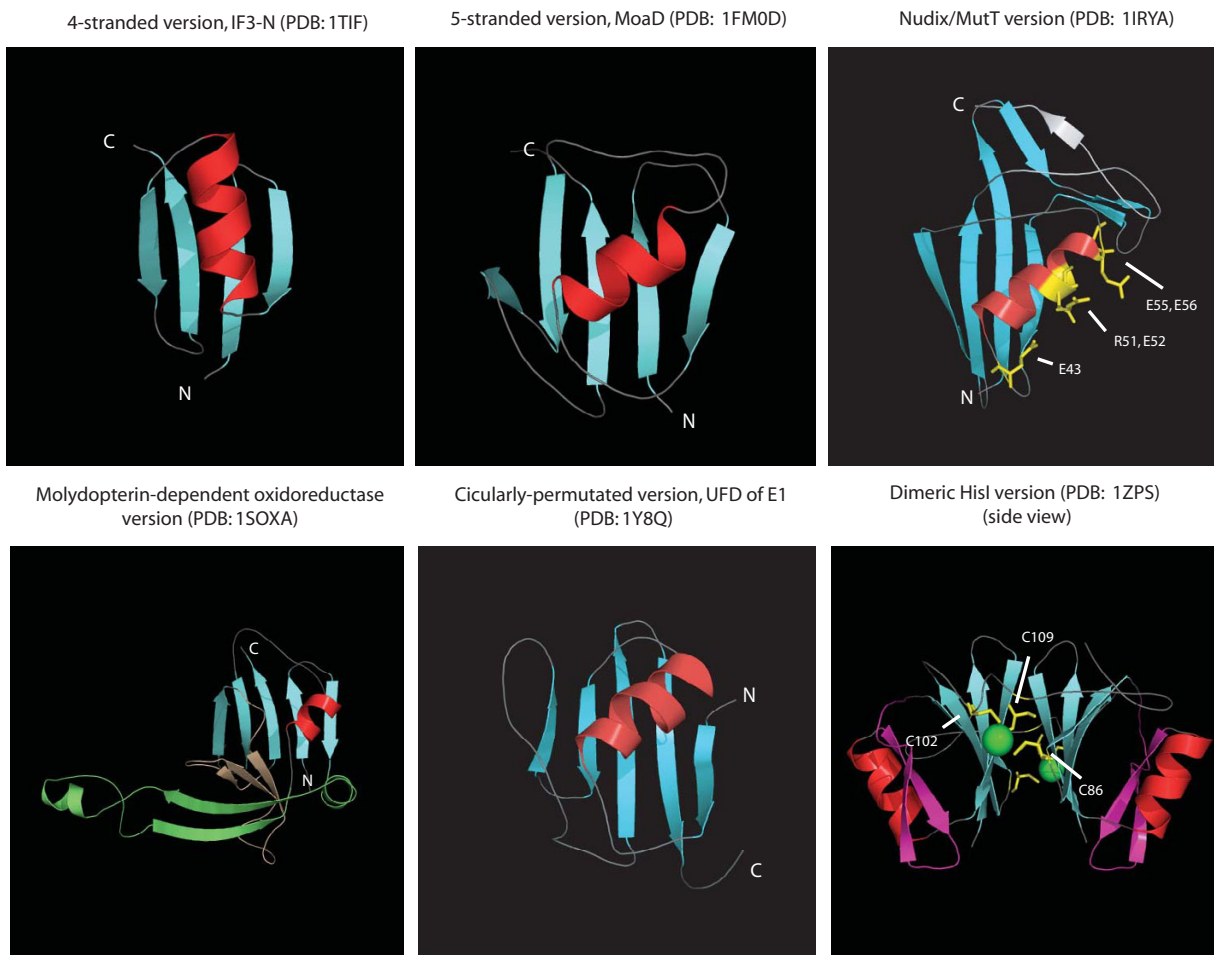 4-stranded version, IF3-N (PDB: 1TIF)
5-stranded version, MoaD (PDB: 1FM0D)
Nudix/MutT version (PDB: 1IRYA)
C
N
C
N
C
E55, E56
R51, E52
E43
N
Molydopterin-dependent oxidoreductase
version (PDB: 1SOXA)
Cicularly-permutated version, UFD of E1
(PDB: 1Y8Q)
Dimeric HisI version (PDB: 1ZPS)
(side view)
C
N
N
C
C109
C102
C86